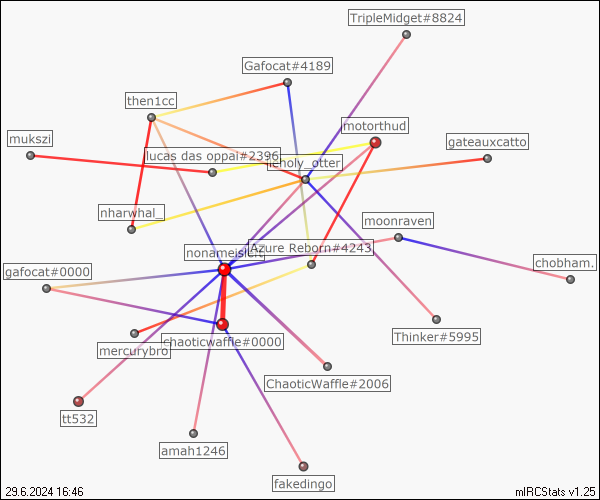 TripleMidget#8824
Gafocat#4189
then1cc
motorthud
mukszi
lucas das oppai#2396
gateauxcatto
nharwhal_
moonraven
Azure Reborn#4243
gafocat#0000
chobham.
mercurybro
chaoticwaffle#0000
Thinker#5995
ChaoticWaffle#2006
tt532
amah1246
fakedingo
29.6.2024 16:46
mIRCStats v1.25